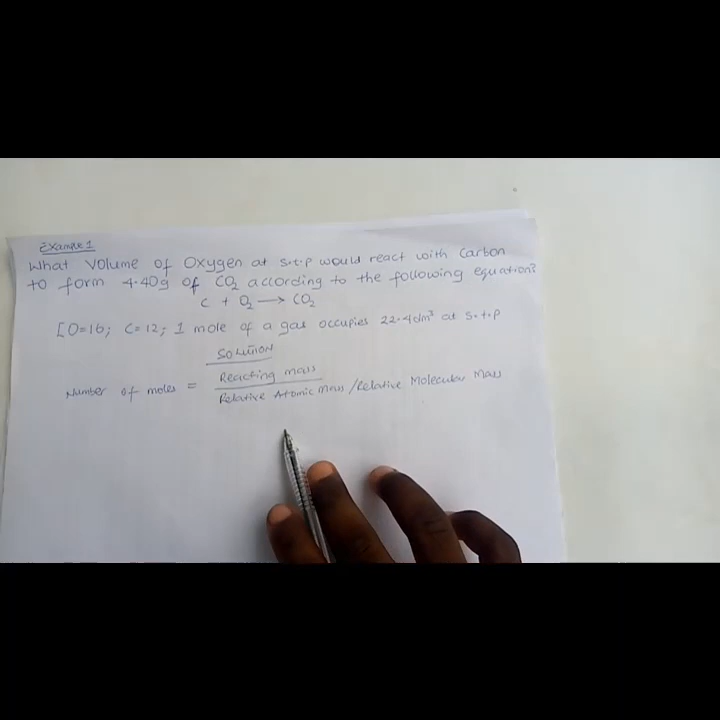 Example 1
What Volume of Oxygen at s.t.p would react with Carbon
to form 4.40g of CO₂ according to the following equation?
C + O₂ → CO₂
[O=16; C=12; 1 mole of a gas occupies 22.4dm³ at s.t.p
SOLUTION
Number of moles = Reacting mass
Relative Atomic Mass / Relative Molecular Mass